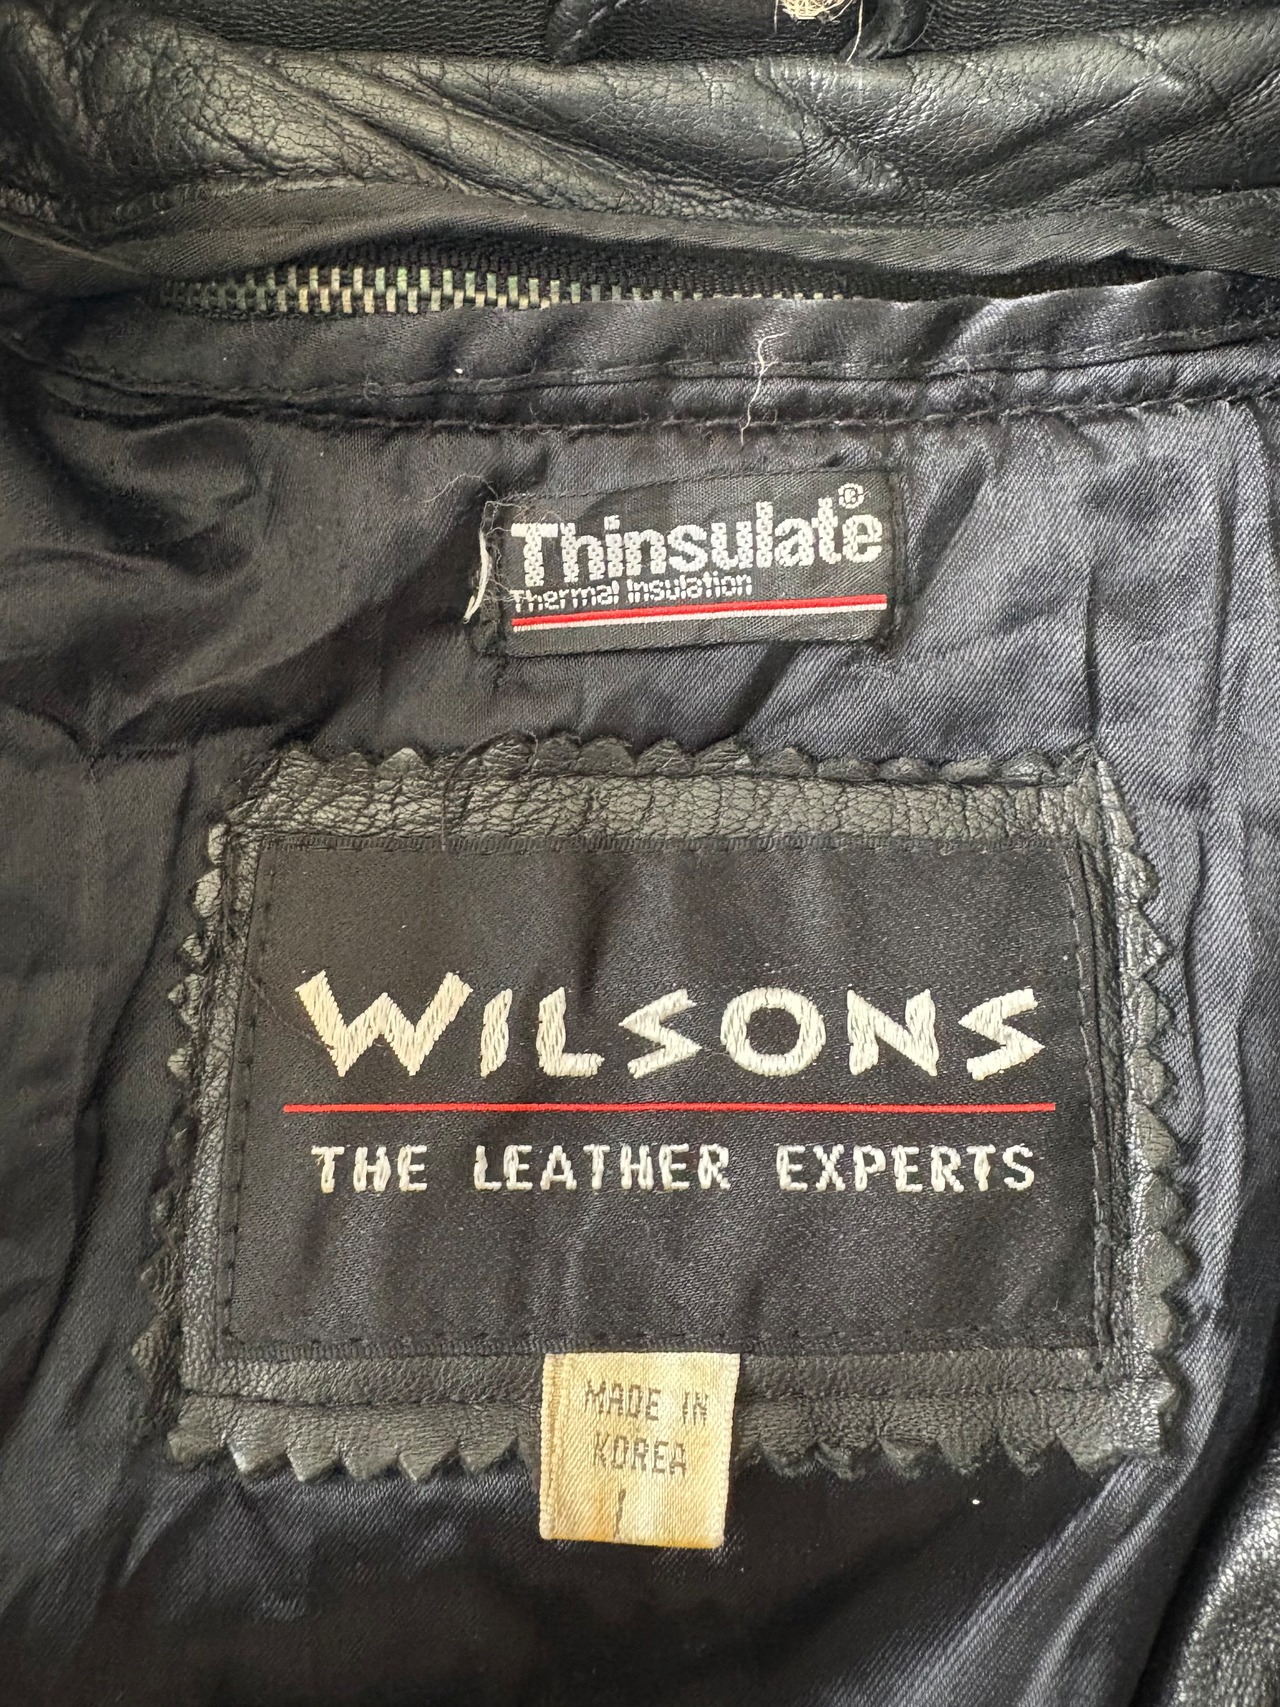 Thinsulate®
Thermal Insulation
WILSONS
THE LEATHER EXPERTS
MADE IN
KOREA